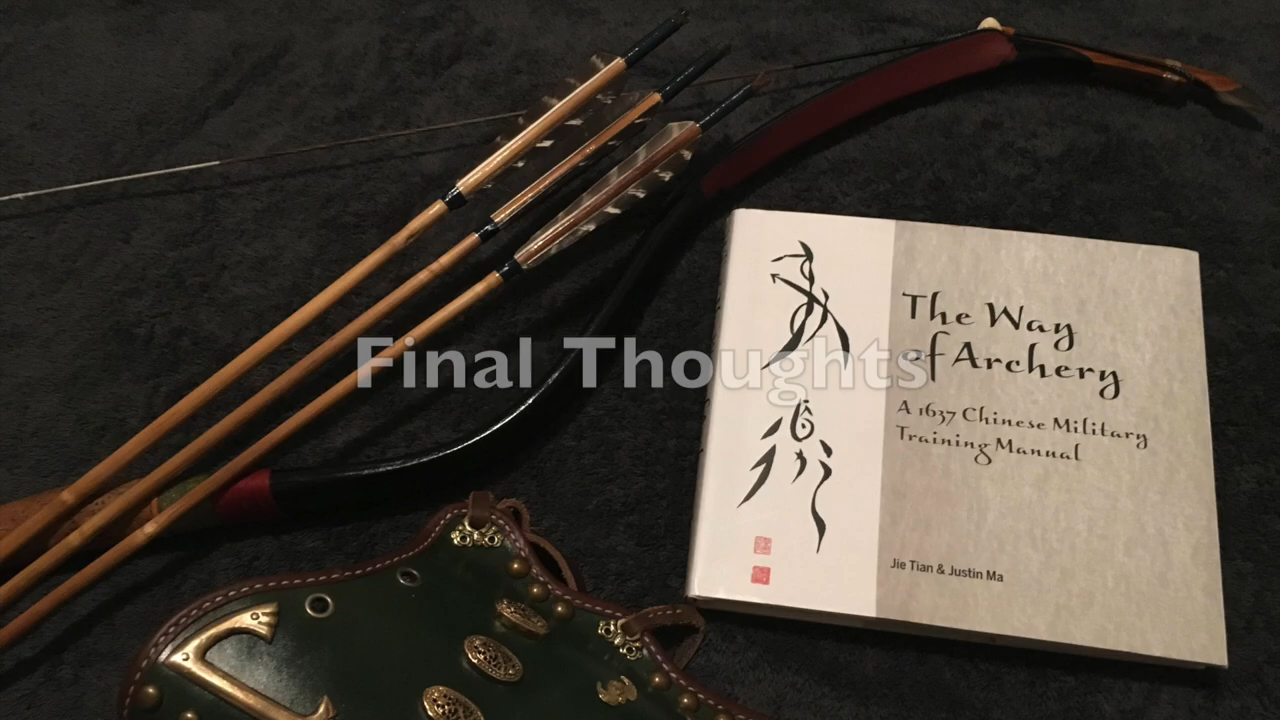 Final Thoughts
The Way
of Archery
A 1637 Chinese Military
Training Manual
Jie Tian & Justin Ma